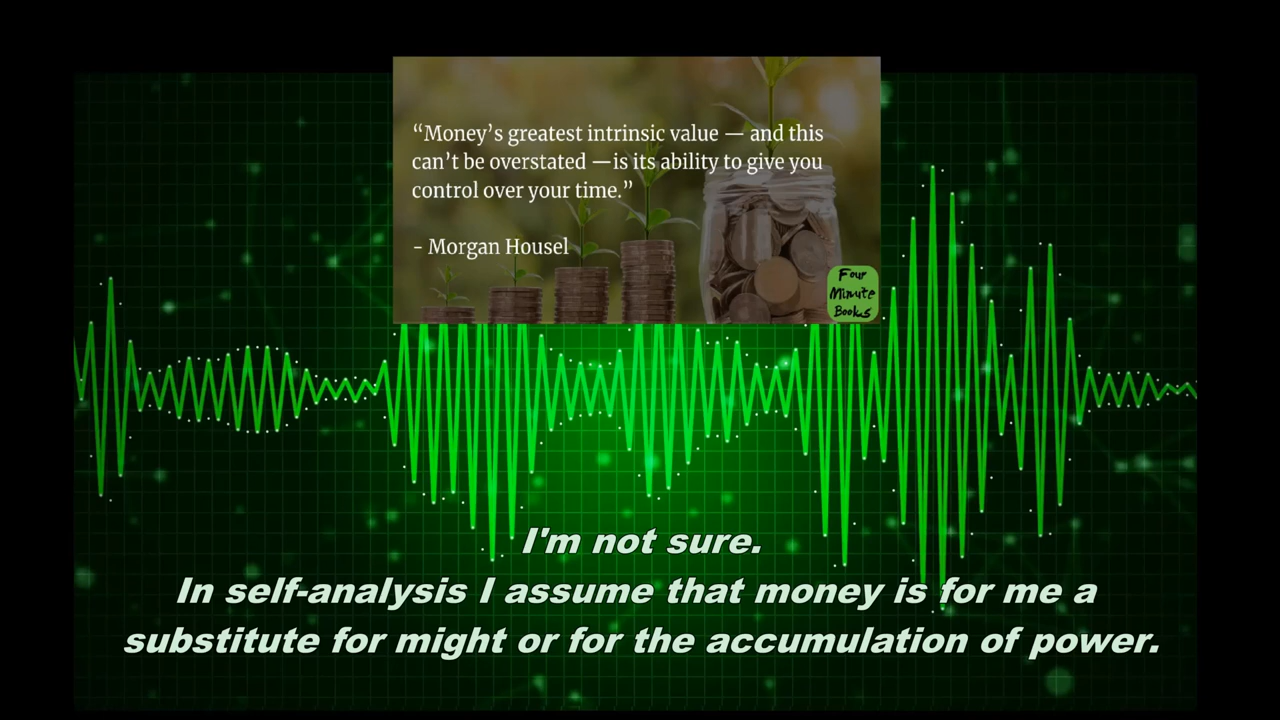 “Money’s greatest intrinsic value — and this
can’t be overstated —is its ability to give you
control over your time.”
- Morgan Housel
Four
Minute
Books
I'm not sure.
In self-analysis I assume that money is for me a
substitute for might or for the accumulation of power.